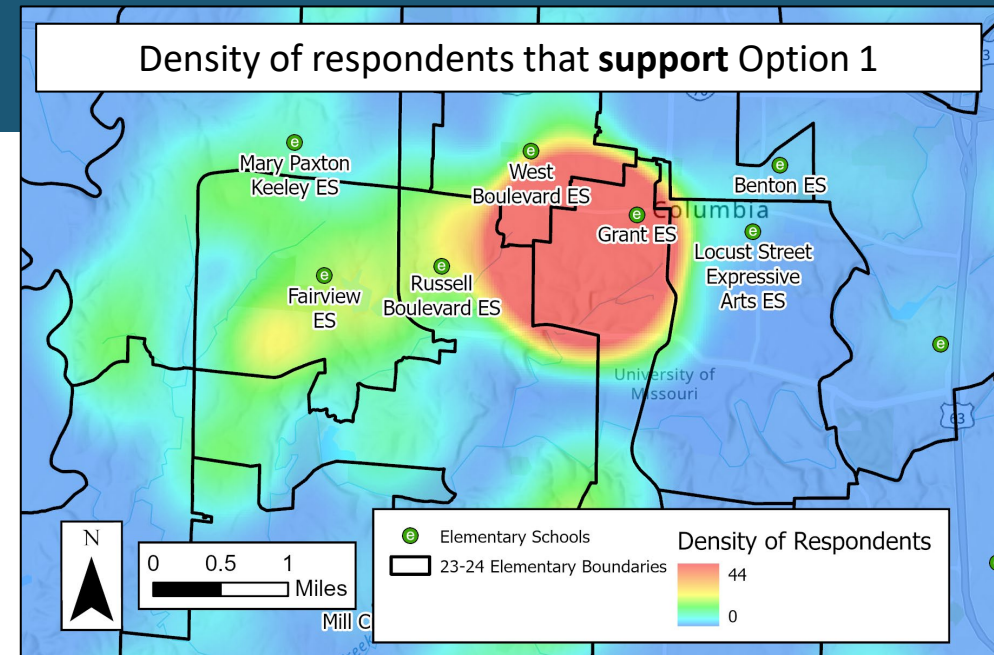 Density of respondents that support Option 1
Mary Paxton
Keeley ES
West
Boulevard ES
Benton ES
Columbia
Grant ES
Locust Street
Expressive
Arts ES
Fairview
ES
Russell
Boulevard ES
University of
Missouri
63
N
0 0.5 1
Miles
Mill C
Elementary Schools
23-24 Elementary Boundaries
Density of Respondents
44
0